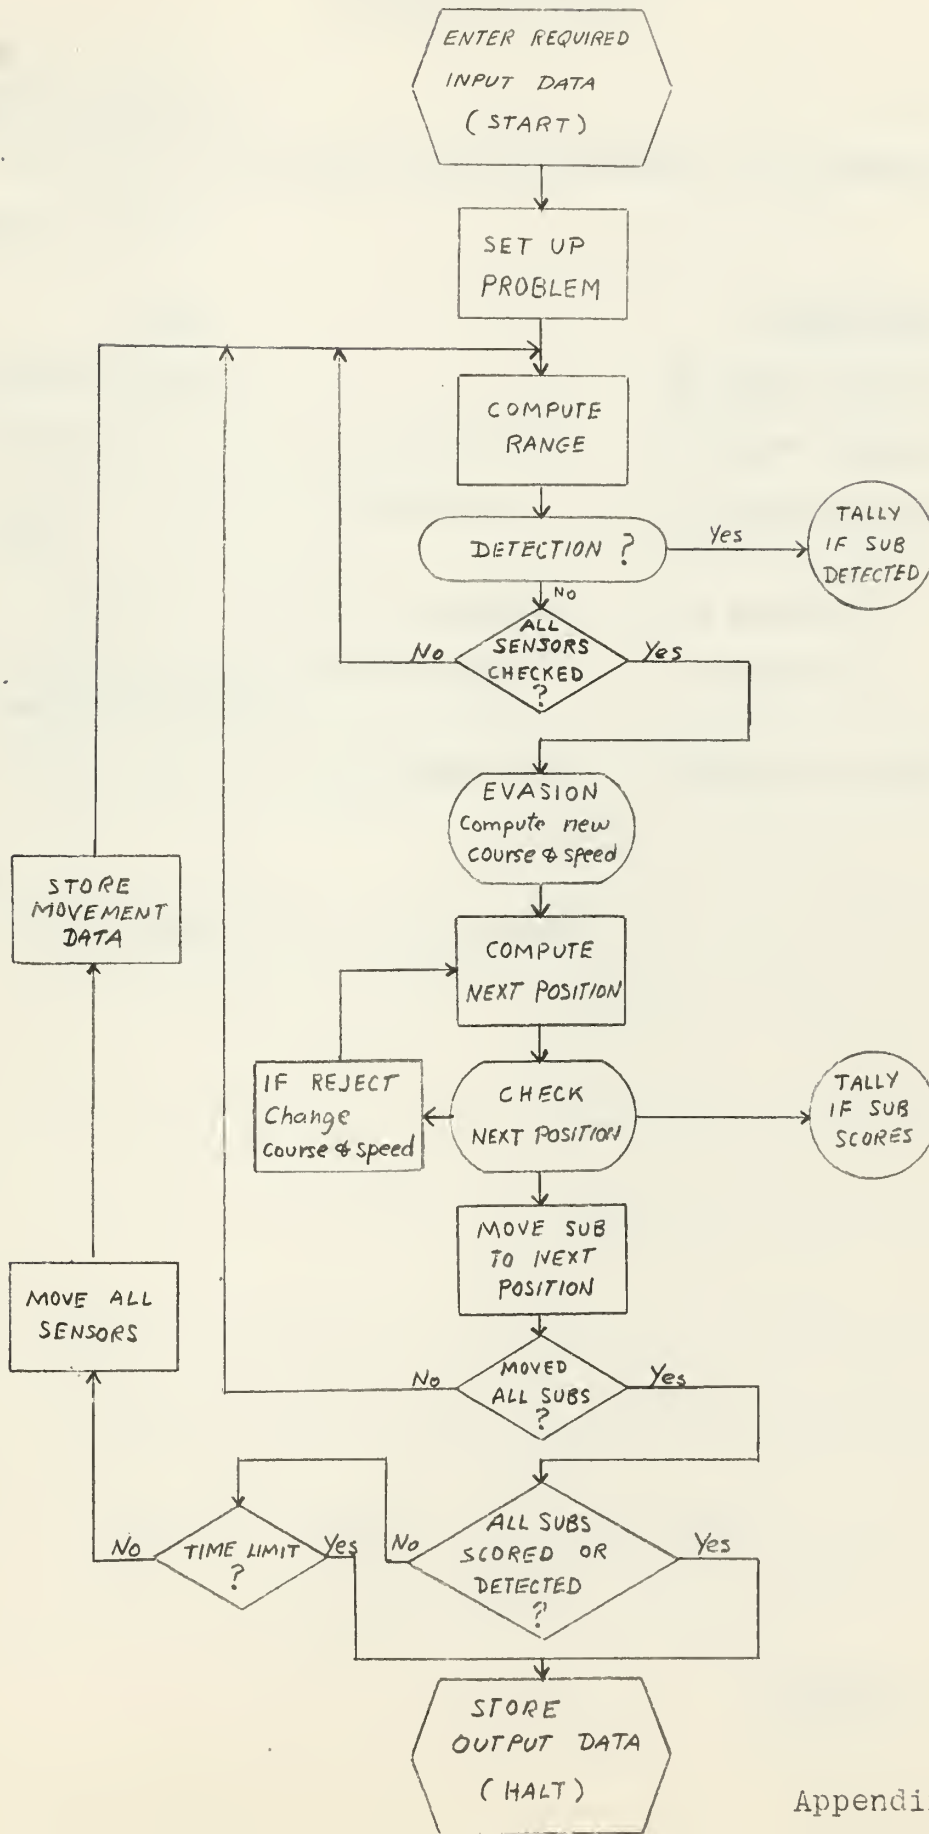 ENTER REQUIRED
INPUT DATA
(START)
SET UP
PROBLEM
COMPUTE
RANGE
DETECTION ?
Yes
TALLY
IF SUB
DETECTED
NO
ALL
SENSORS
CHECKED
?
No
Yes
EVASION
Compute new
course & speed
STORE
MOVEMENT
DATA
COMPUTE
NEXT POSITION
IF REJECT
Change
course & speed
CHECK
NEXT POSITION
TALLY
IF SUB
SCORES
MOVE SUB
TO NEXT
POSITION
MOVE ALL
SENSORS
No
MOVED
ALL SUBS
?
Yes
No
TIME LIMIT
?
Yes
No
ALL SUBS
SCORED OR
DETECTED
?
Yes
STORE
OUTPUT DATA
(HALT)